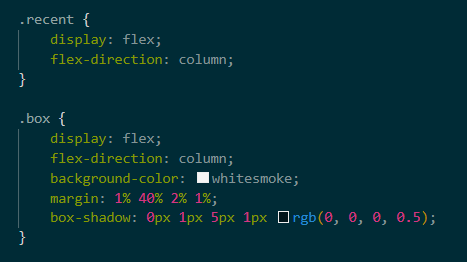 .recent {
    display: flex;
    flex-direction: column;
}

.box {
    display: flex;
    flex-direction: column;
    background-color: whitesmoke;
    margin: 1% 40% 2% 1%;
    box-shadow: 0px 1px 5px 1px rgb(0, 0, 0, 0.5);
}